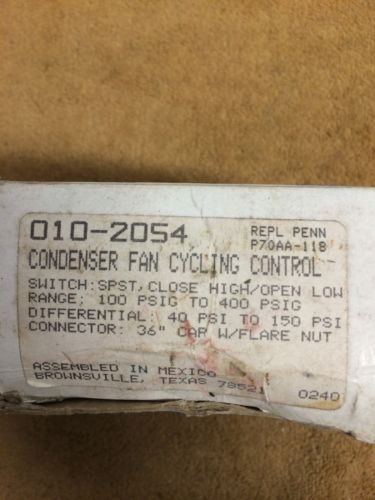 010-2054
REPL PENN
P70AA-118
CONDENSER FAN CYCLING CONTROL
SWITCH: SPST, CLOSE HIGH/OPEN LOW
RANGE: 100 PSIG TO 400 PSIG
DIFFERENTIAL: 40 PSI TO 150 PSI
CONNECTOR: 36" CAP W/FLARE NUT
ASSEMBLED IN MEXICO
BROWNSVILLE, TEXAS 78521
0240